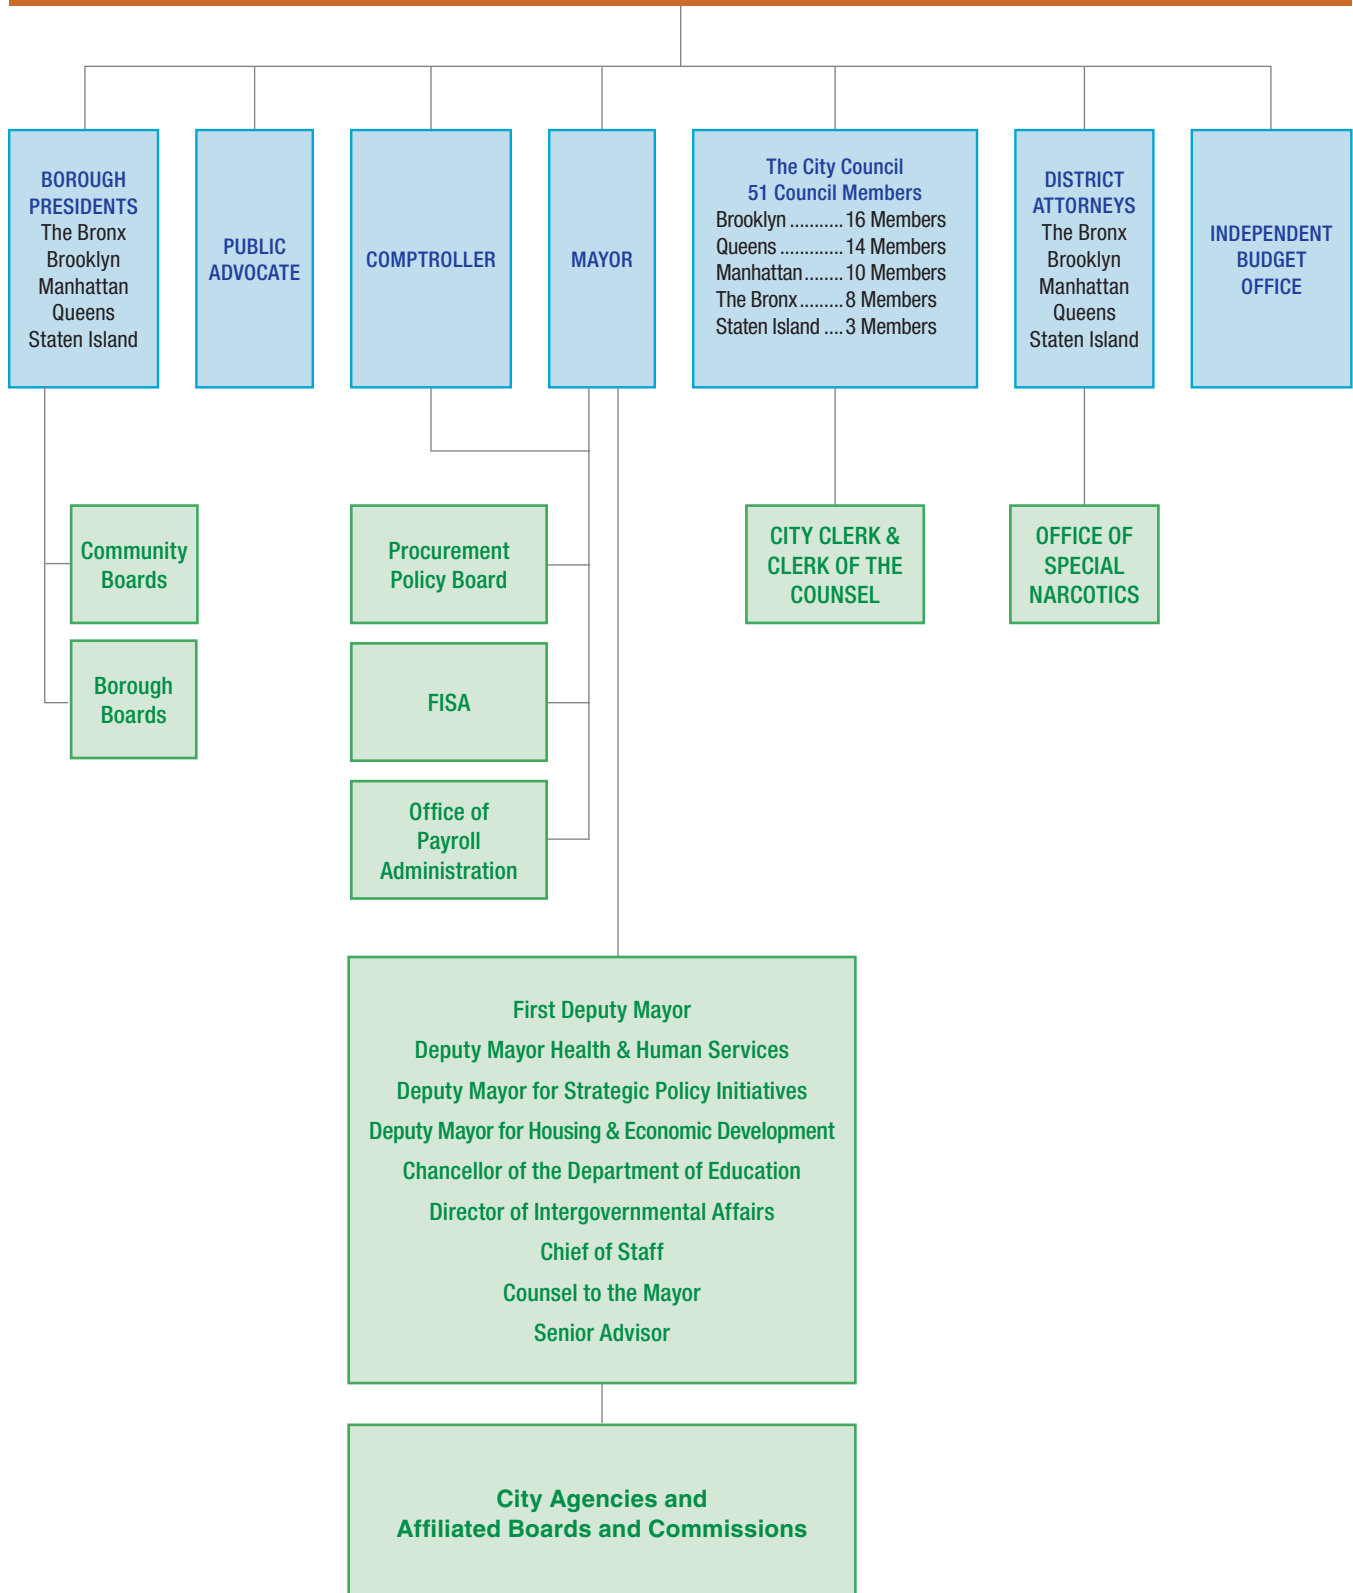 BOROUGH
PRESIDENTS
The Bronx
Brooklyn
Manhattan
Queens
Staten Island
PUBLIC
ADVOCATE
COMPTROLLER
MAYOR
The City Council
51 Council Members
Brooklyn ........... 16 Members
Queens ............. 14 Members
Manhattan ........ 10 Members
The Bronx ......... 8 Members
Staten Island .... 3 Members
DISTRICT
ATTORNEYS
The Bronx
Brooklyn
Manhattan
Queens
Staten Island
INDEPENDENT
BUDGET
OFFICE
Community
Boards
Borough
Boards
Procurement
Policy Board
FISA
Office of
Payroll
Administration
CITY CLERK &
CLERK OF THE
COUNSEL
OFFICE OF
SPECIAL
NARCOTICS
First Deputy Mayor
Deputy Mayor Health & Human Services
Deputy Mayor for Strategic Policy Initiatives
Deputy Mayor for Housing & Economic Development
Chancellor of the Department of Education
Director of Intergovernmental Affairs
Chief of Staff
Counsel to the Mayor
Senior Advisor
City Agencies and
Affiliated Boards and Commissions